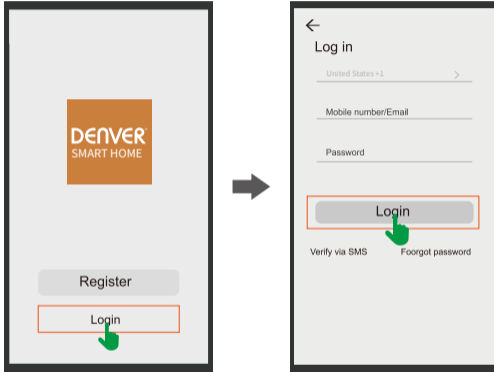 DENVER
SMART HOME
Register
Login
Log in
United States +1
Mobile number/Email
Password
Login
Verify via SMS
Foorgot password